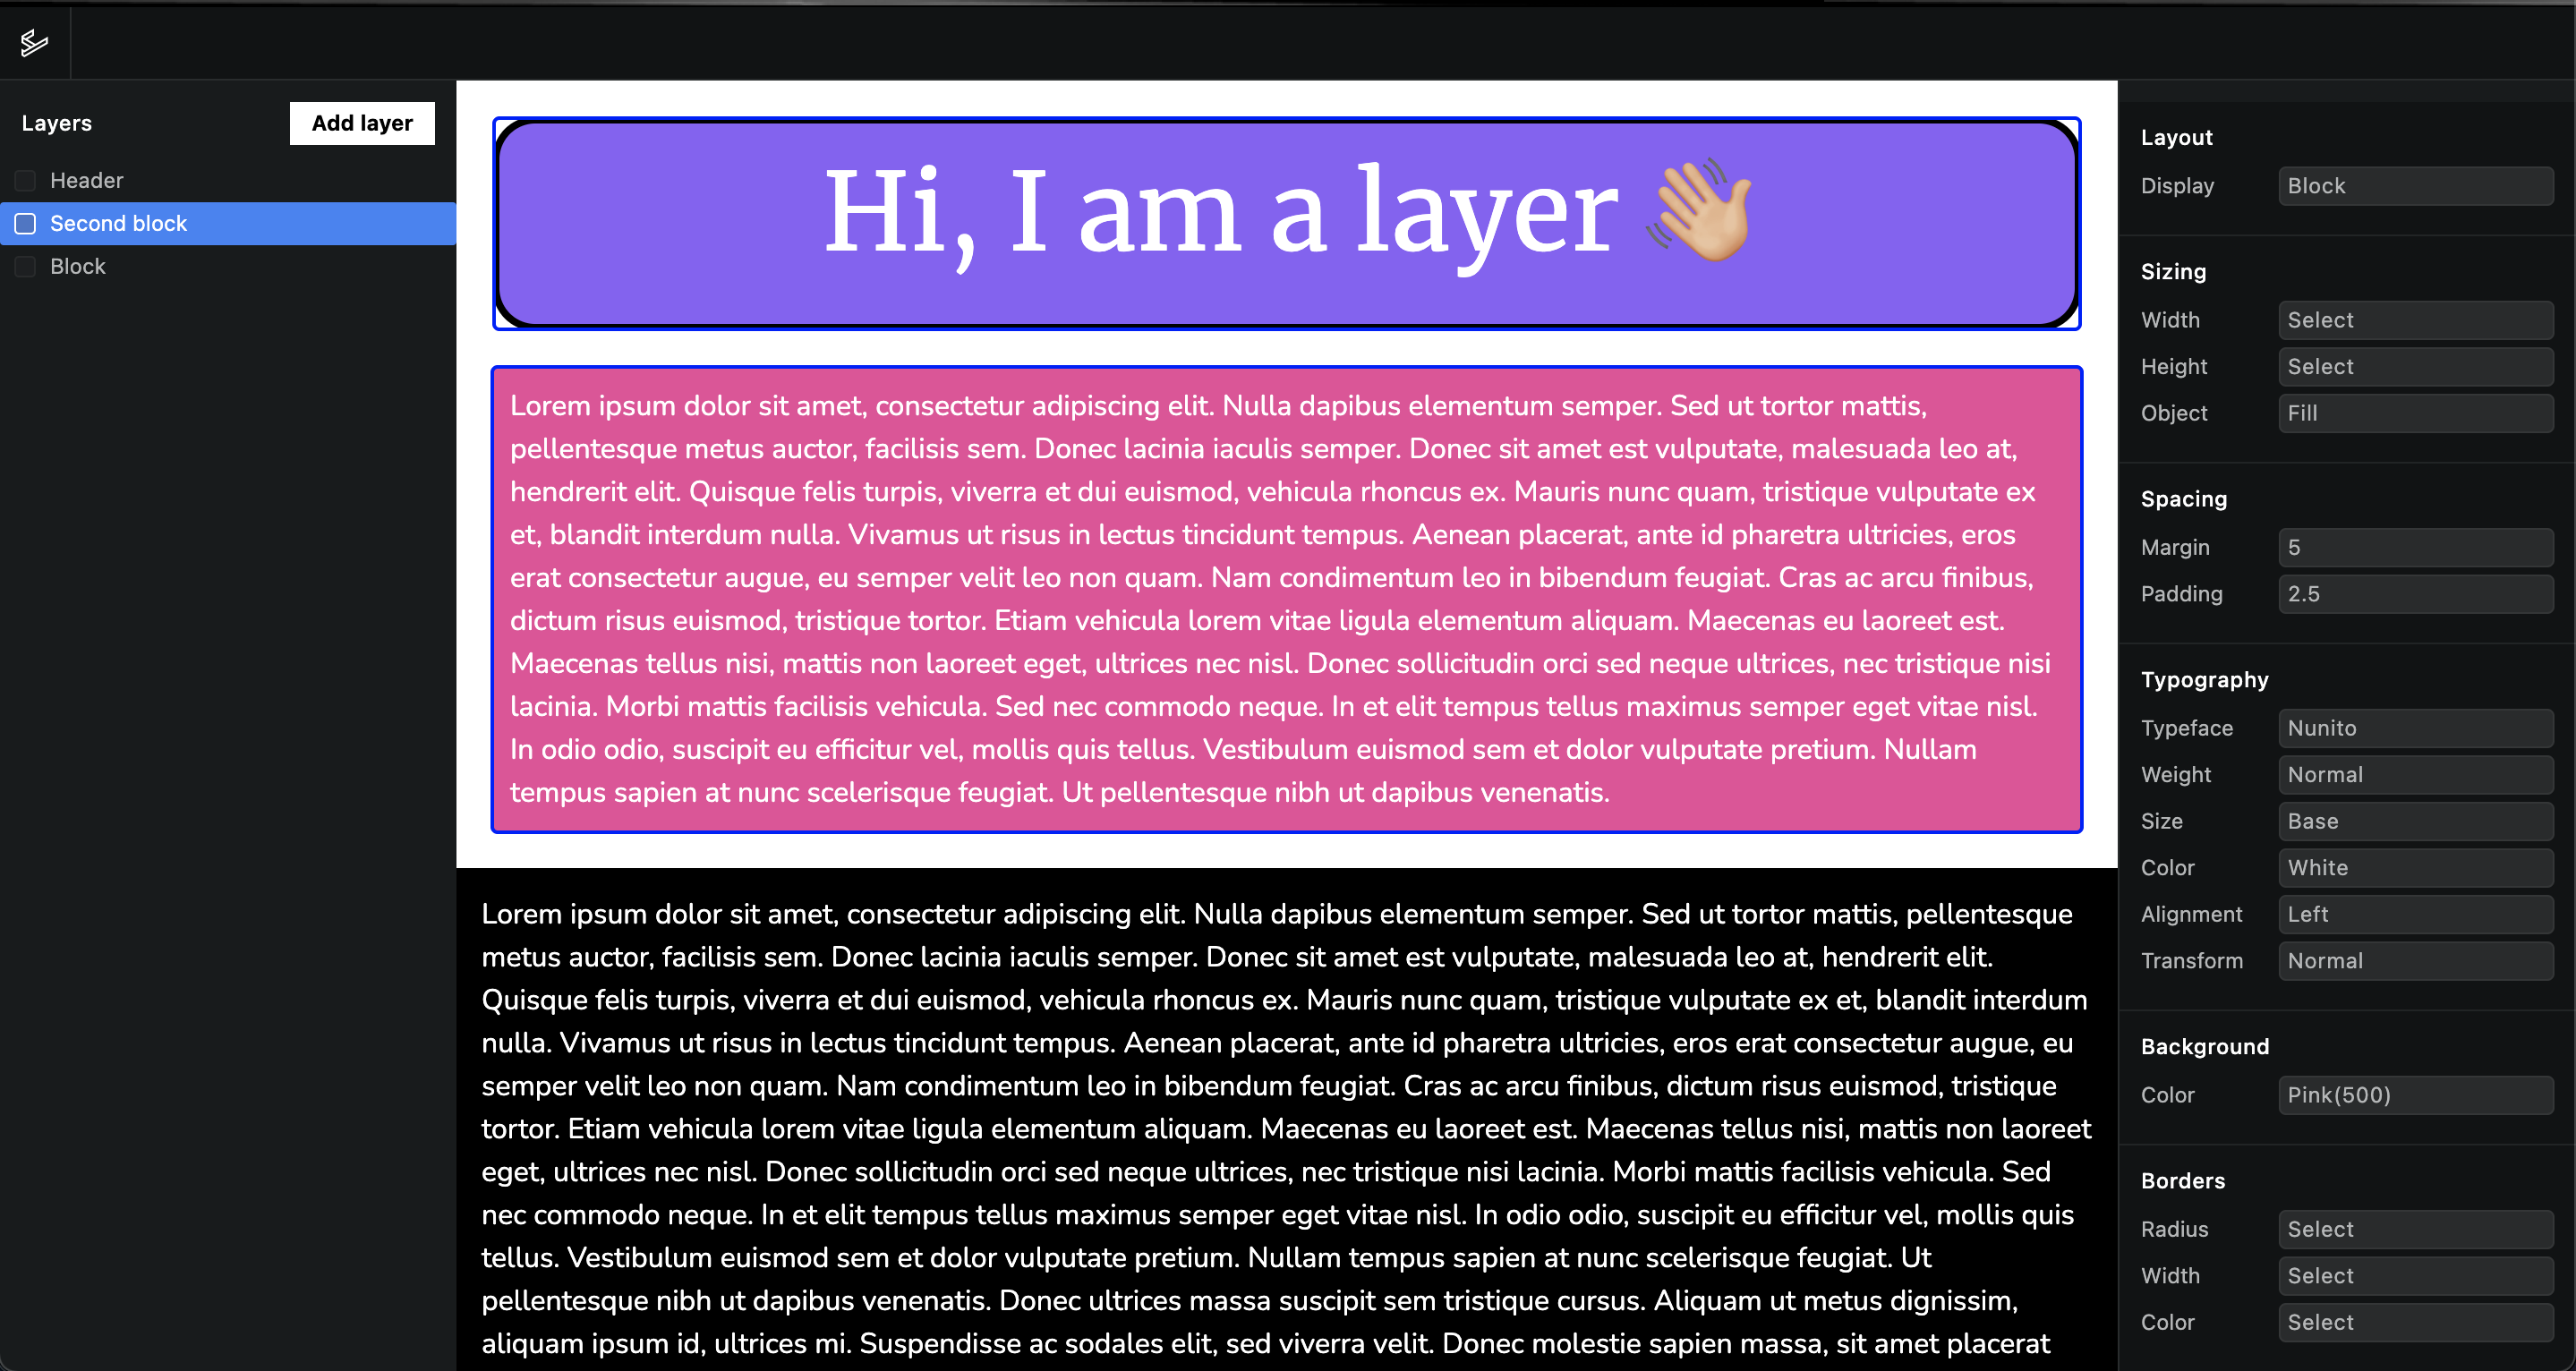 Layers
Add layer
Header
Second block
Block
Hi, I am a layer 👋🏼
Lorem ipsum dolor sit amet, consectetur adipiscing elit. Nulla dapibus elementum semper. Sed ut tortor mattis,
pellentesque metus auctor, facilisis sem. Donec lacinia iaculis semper. Donec sit amet est vulputate, malesuada leo at,
hendrerit elit. Quisque felis turpis, viverra et dui euismod, vehicula rhoncus ex. Mauris nunc quam, tristique vulputate ex
et, blandit interdum nulla. Vivamus ut risus in lectus tincidunt tempus. Aenean placerat, ante id pharetra ultricies, eros
erat consectetur augue, eu semper velit leo non quam. Nam condimentum leo in bibendum feugiat. Cras ac arcu finibus,
dictum risus euismod, tristique tortor. Etiam vehicula lorem vitae ligula elementum aliquam. Maecenas eu laoreet est.
Maecenas tellus nisi, mattis non laoreet eget, ultrices nec nisl. Donec sollicitudin orci sed neque ultrices, nec tristique nisi
lacinia. Morbi mattis facilisis vehicula. Sed nec commodo neque. In et elit tempus tellus maximus semper eget vitae nisl.
In odio odio, suscipit eu efficitur vel, mollis quis tellus. Vestibulum euismod sem et dolor vulputate pretium. Nullam
tempus sapien at nunc scelerisque feugiat. Ut pellentesque nibh ut dapibus venenatis.
Lorem ipsum dolor sit amet, consectetur adipiscing elit. Nulla dapibus elementum semper. Sed ut tortor mattis, pellentesque
metus auctor, facilisis sem. Donec lacinia iaculis semper. Donec sit amet est vulputate, malesuada leo at, hendrerit elit.
Quisque felis turpis, viverra et dui euismod, vehicula rhoncus ex. Mauris nunc quam, tristique vulputate ex et, blandit interdum
nulla. Vivamus ut risus in lectus tincidunt tempus. Aenean placerat, ante id pharetra ultricies, eros erat consectetur augue, eu
semper velit leo non quam. Nam condimentum leo in bibendum feugiat. Cras ac arcu finibus, dictum risus euismod, tristique
tortor. Etiam vehicula lorem vitae ligula elementum aliquam. Maecenas eu laoreet est. Maecenas tellus nisi, mattis non laoreet
eget, ultrices nec nisl. Donec sollicitudin orci sed neque ultrices, nec tristique nisi lacinia. Morbi mattis facilisis vehicula. Sed
nec commodo neque. In et elit tempus tellus maximus semper eget vitae nisl. In odio odio, suscipit eu efficitur vel, mollis quis
tellus. Vestibulum euismod sem et dolor vulputate pretium. Nullam tempus sapien at nunc scelerisque feugiat. Ut
pellentesque nibh ut dapibus venenatis. Donec ultrices massa suscipit sem tristique cursus. Aliquam ut metus dignissim,
aliquam ipsum id, ultrices mi. Suspendisse ac sodales elit, sed viverra velit. Donec molestie sapien massa, sit amet placerat
Layout
Display Block
Sizing
Width Select
Height Select
Object Fill
Spacing
Margin 5
Padding 2.5
Typography
Typeface Nunito
Weight Normal
Size Base
Color White
Alignment Left
Transform Normal
Background
Color Pink(500)
Borders
Radius Select
Width Select
Color Select